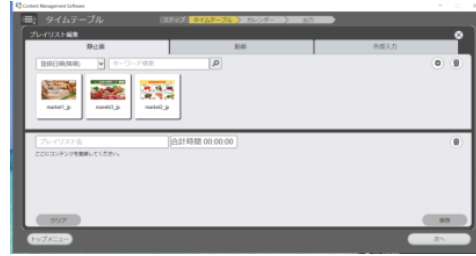 Content Management Software
タイムテーブル
ステップ タイムテーブル カレンダー 出力
プレイリスト編集
静止画 動画 外部入力
登録日順(降順) キーワード検索
market1_jp market3_jp market2_jp
プレイリスト名 合計時間 00:00:00
ここにコンテンツを登録してください。
クリア 保存
トップメニュー 次へ